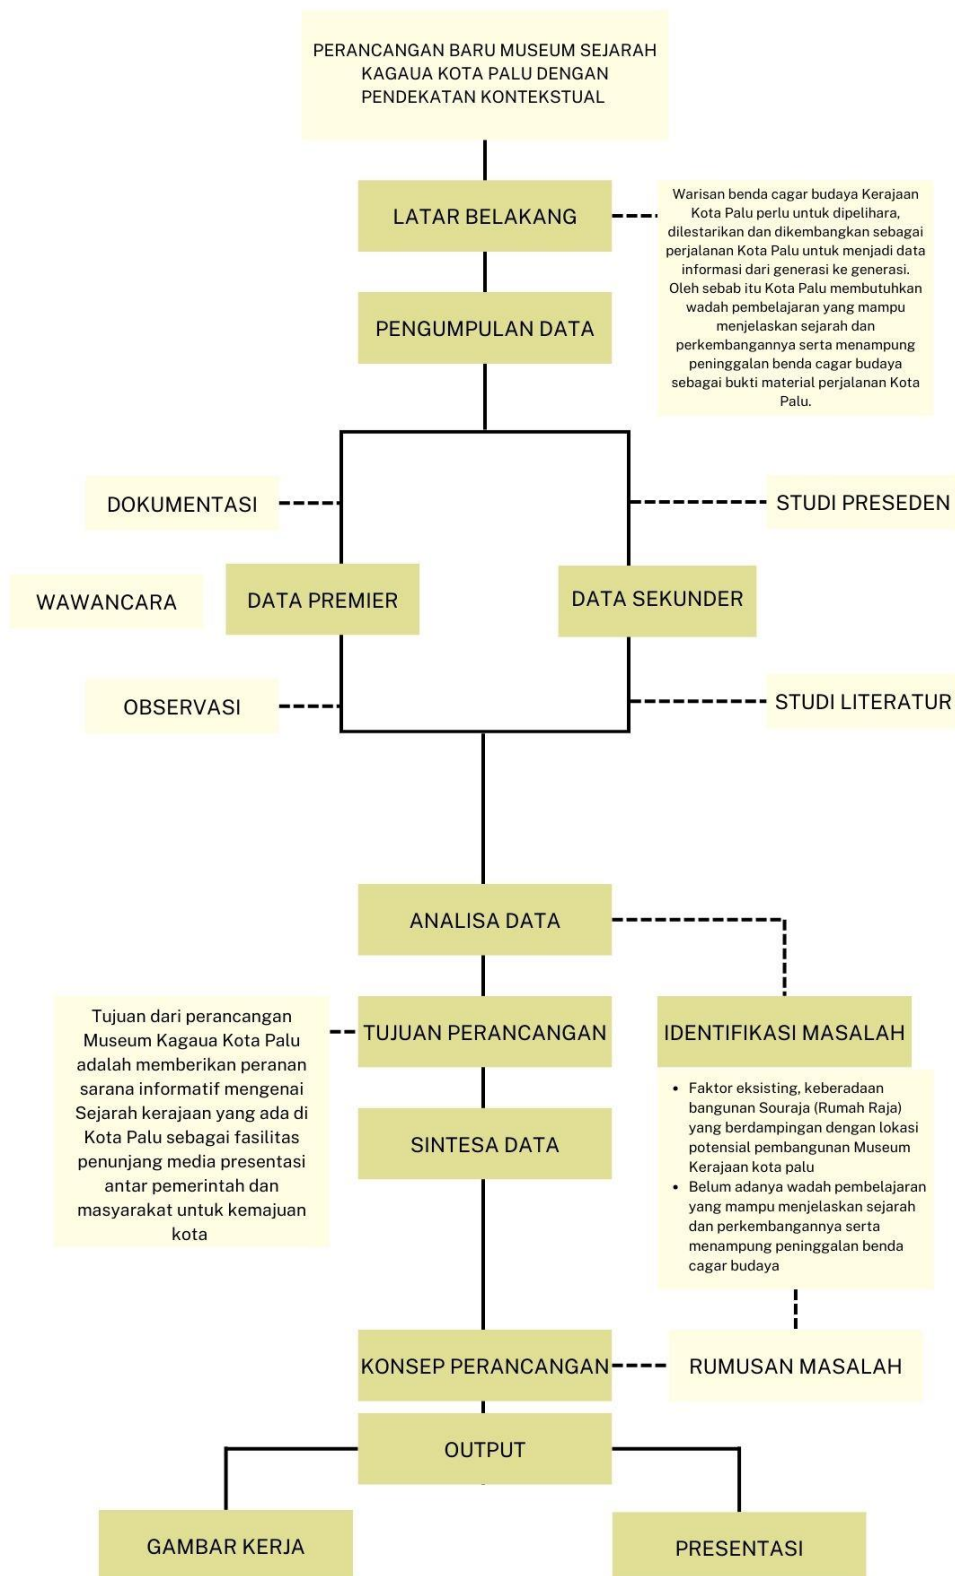 PERANCANGAN BARU MUSEUM SEJARAH
KAGAUA KOTA PALU DENGAN
PENDEKATAN KONTEKSTUAL
LATAR BELAKANG
Warisan benda cagar budaya Kerajaan
Kota Palu perlu untuk dipelihara,
dilestarikan dan dikembangkan sebagai
perjalanan Kota Palu untuk menjadi data
informasi dari generasi ke generasi.
Oleh sebab itu Kota Palu membutuhkan
wadah pembelajaran yang mampu
menjelaskan sejarah dan
perkembangannya serta menampung
peninggalan benda cagar budaya
sebagai bukti material perjalanan Kota
Palu.
PENGUMPULAN DATA
DOKUMENTASI
STUDI PRESEDEN
WAWANCARA
DATA PREMIER
DATA SEKUNDER
OBSERVASI
STUDI LITERATUR
ANALISA DATA
Tujuan dari perancangan
Museum Kagaua Kota Palu
adalah memberikan peranan
sarana informatif mengenai
Sejarah kerajaan yang ada di
Kota Palu sebagai fasilitas
penunjang media presentasi
antar pemerintah dan
masyarakat untuk kemajuan
kota
TUJUAN PERANCANGAN
IDENTIFIKASI MASALAH
• Faktor eksisting, keberadaan
bangunan Souraja (Rumah Raja)
yang berdampingan dengan lokasi
potensial pembangunan Museum
Kerajaan kota palu
• Belum adanya wadah pembelajaran
yang mampu menjelaskan sejarah
dan perkembangannya serta
menampung peninggalan benda
cagar budaya
SINTESA DATA
KONSEP PERANCANGAN
RUMUSAN MASALAH
OUTPUT
GAMBAR KERJA
PRESENTASI